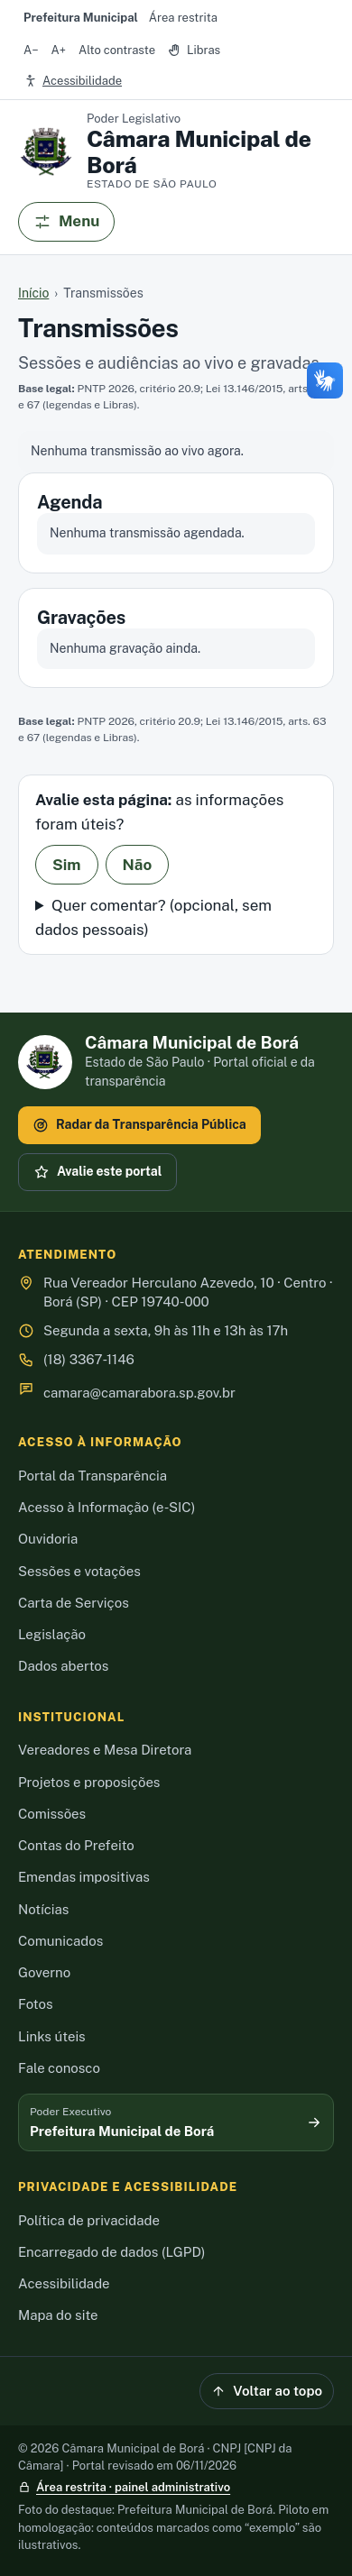 Prefeitura Municipal Área restrita
A− A+ Alto contraste Libras
Acessibilidade
Poder Legislativo
Câmara Municipal de
Borá
ESTADO DE SÃO PAULO
Menu
Início › Transmissões
Transmissões
Sessões e audiências ao vivo e gravadas
Base legal: PNTP 2026, critério 20.9; Lei 13.146/2015, arts.
e 67 (legendas e Libras).
Nenhuma transmissão ao vivo agora.
Agenda
Nenhuma transmissão agendada.
Gravações
Nenhuma gravação ainda.
Base legal: PNTP 2026, critério 20.9; Lei 13.146/2015, arts. 63
e 67 (legendas e Libras).
Avalie esta página: as informações
foram úteis?
Sim Não
Quer comentar? (opcional, sem
dados pessoais)
Câmara Municipal de Borá
Estado de São Paulo · Portal oficial e da
transparência
Radar da Transparência Pública
Avalie este portal
ATENDIMENTO
Rua Vereador Herculano Azevedo, 10 · Centro ·
Borá (SP) · CEP 19740-000
Segunda a sexta, 9h às 11h e 13h às 17h
(18) 3367-1146
camara@camarabora.sp.gov.br
ACESSO À INFORMAÇÃO
Portal da Transparência
Acesso à Informação (e-SIC)
Ouvidoria
Sessões e votações
Carta de Serviços
Legislação
Dados abertos
INSTITUCIONAL
Vereadores e Mesa Diretora
Projetos e proposições
Comissões
Contas do Prefeito
Emendas impositivas
Notícias
Comunicados
Governo
Fotos
Links úteis
Fale conosco
Poder Executivo
Prefeitura Municipal de Borá
PRIVACIDADE E ACESSIBILIDADE
Política de privacidade
Encarregado de dados (LGPD)
Acessibilidade
Mapa do site
Voltar ao topo
© 2026 Câmara Municipal de Borá · CNPJ [CNPJ da
Câmara] · Portal revisado em 06/11/2026
Área restrita · painel administrativo
Foto do destaque: Prefeitura Municipal de Borá. Piloto em
homologação: conteúdos marcados como “exemplo” são
ilustrativos.